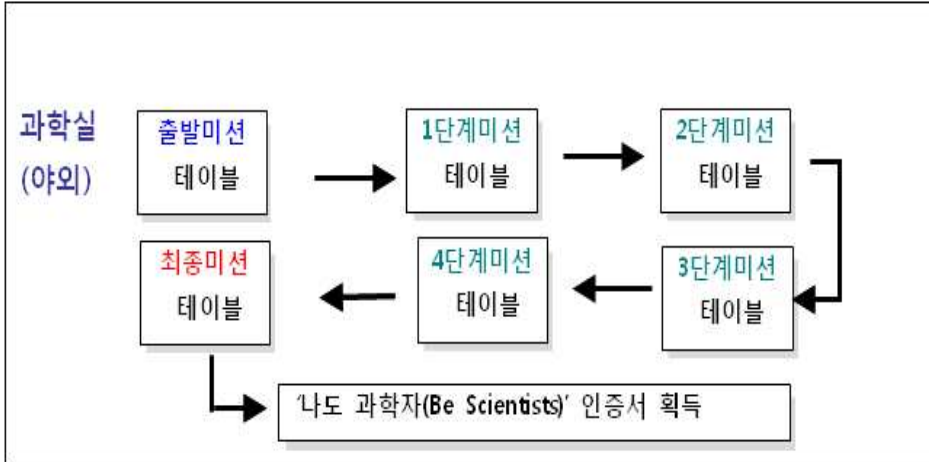 과학실
(야외)
출발미션
테이블
1단계미션
테이블
2단계미션
테이블
3단계미션
테이블
4단계미션
테이블
최종미션
테이블
‘나도 과학자(Be Scientists)’ 인증서 획득